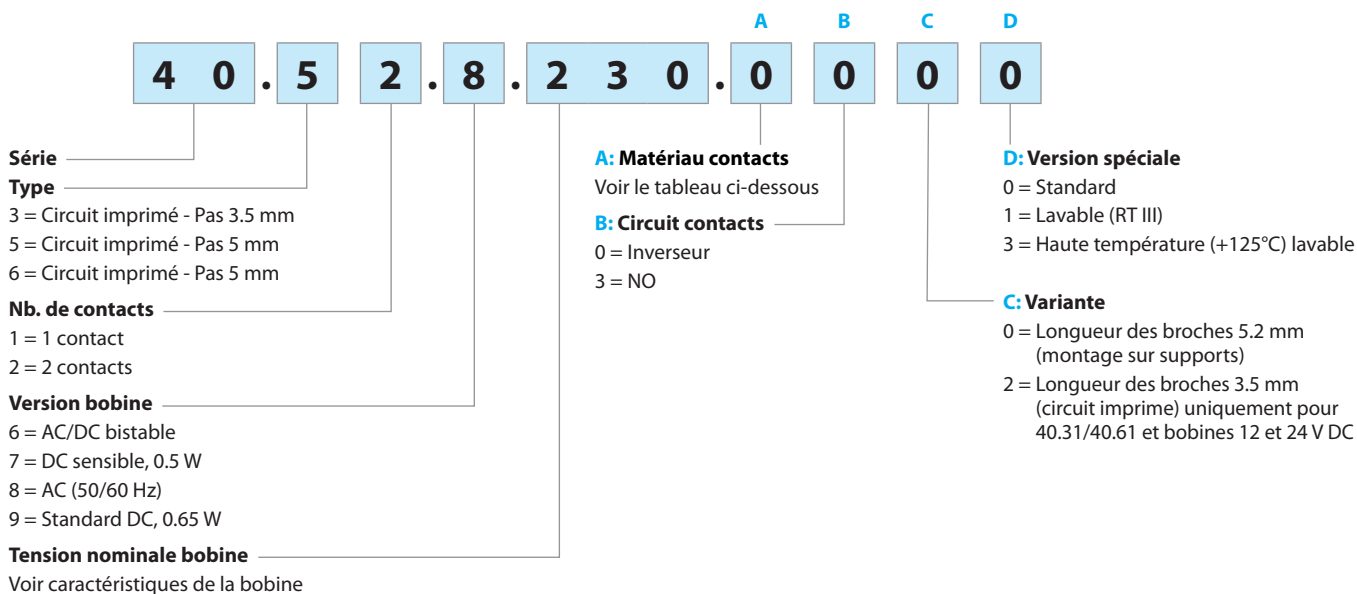 A B C D
4 0 . 5 2 . 8 . 2 3 0 . 0 0 0 0
Série
Type
3 = Circuit imprimé - Pas 3.5 mm
5 = Circuit imprimé - Pas 5 mm
6 = Circuit imprimé - Pas 5 mm
Nb. de contacts
1 = 1 contact
2 = 2 contacts
Version bobine
6 = AC/DC bistable
7 = DC sensible, 0.5 W
8 = AC (50/60 Hz)
9 = Standard DC, 0.65 W
Tension nominale bobine
Voir caractéristiques de la bobine
A: Matériau contacts
Voir le tableau ci-dessous
B: Circuit contacts
0 = Inverseur
3 = NO
D: Version spéciale
0 = Standard
1 = Lavable (RT III)
3 = Haute température (+125°C) lavable
C: Variante
0 = Longueur des broches 5.2 mm
(montage sur supports)
2 = Longueur des broches 3.5 mm
(circuit imprime) uniquement pour
40.31/40.61 et bobines 12 et 24 V DC